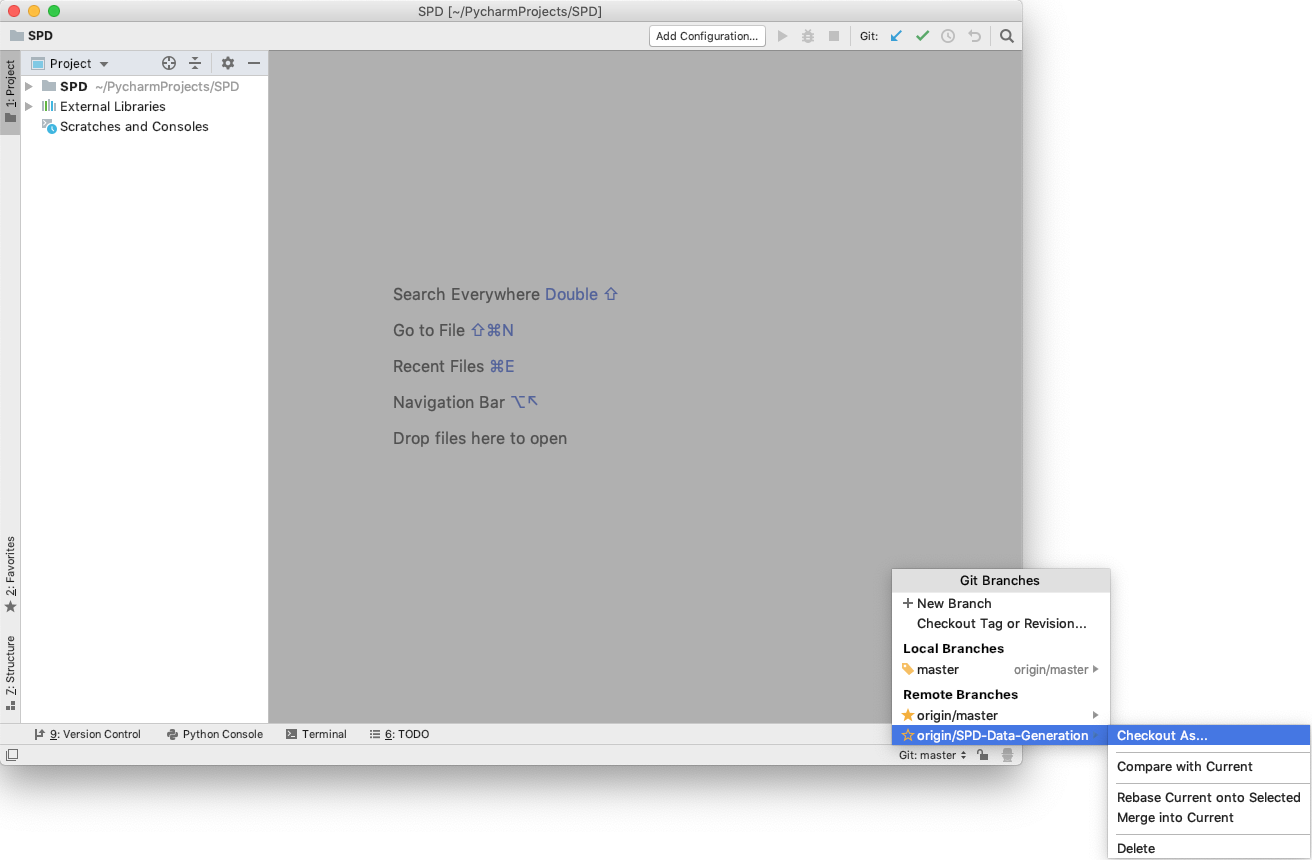 SPD [~/PycharmProjects/SPD]
SPD
Add Configuration...
Git:
1: Project
Project
SPD ~/PycharmProjects/SPD
External Libraries
Scratches and Consoles
Search Everywhere Double ⇧
Go to File ⇧⌘N
Recent Files ⌘E
Navigation Bar ⌥↖
Drop files here to open
2: Favorites
7: Structure
Git Branches
+ New Branch
Checkout Tag or Revision...
Local Branches
master origin/master
Remote Branches
origin/master
origin/SPD-Data-Generation
Checkout As...
Compare with Current
Rebase Current onto Selected
Merge into Current
Delete
9: Version Control
Python Console
Terminal
6: TODO
Git: master